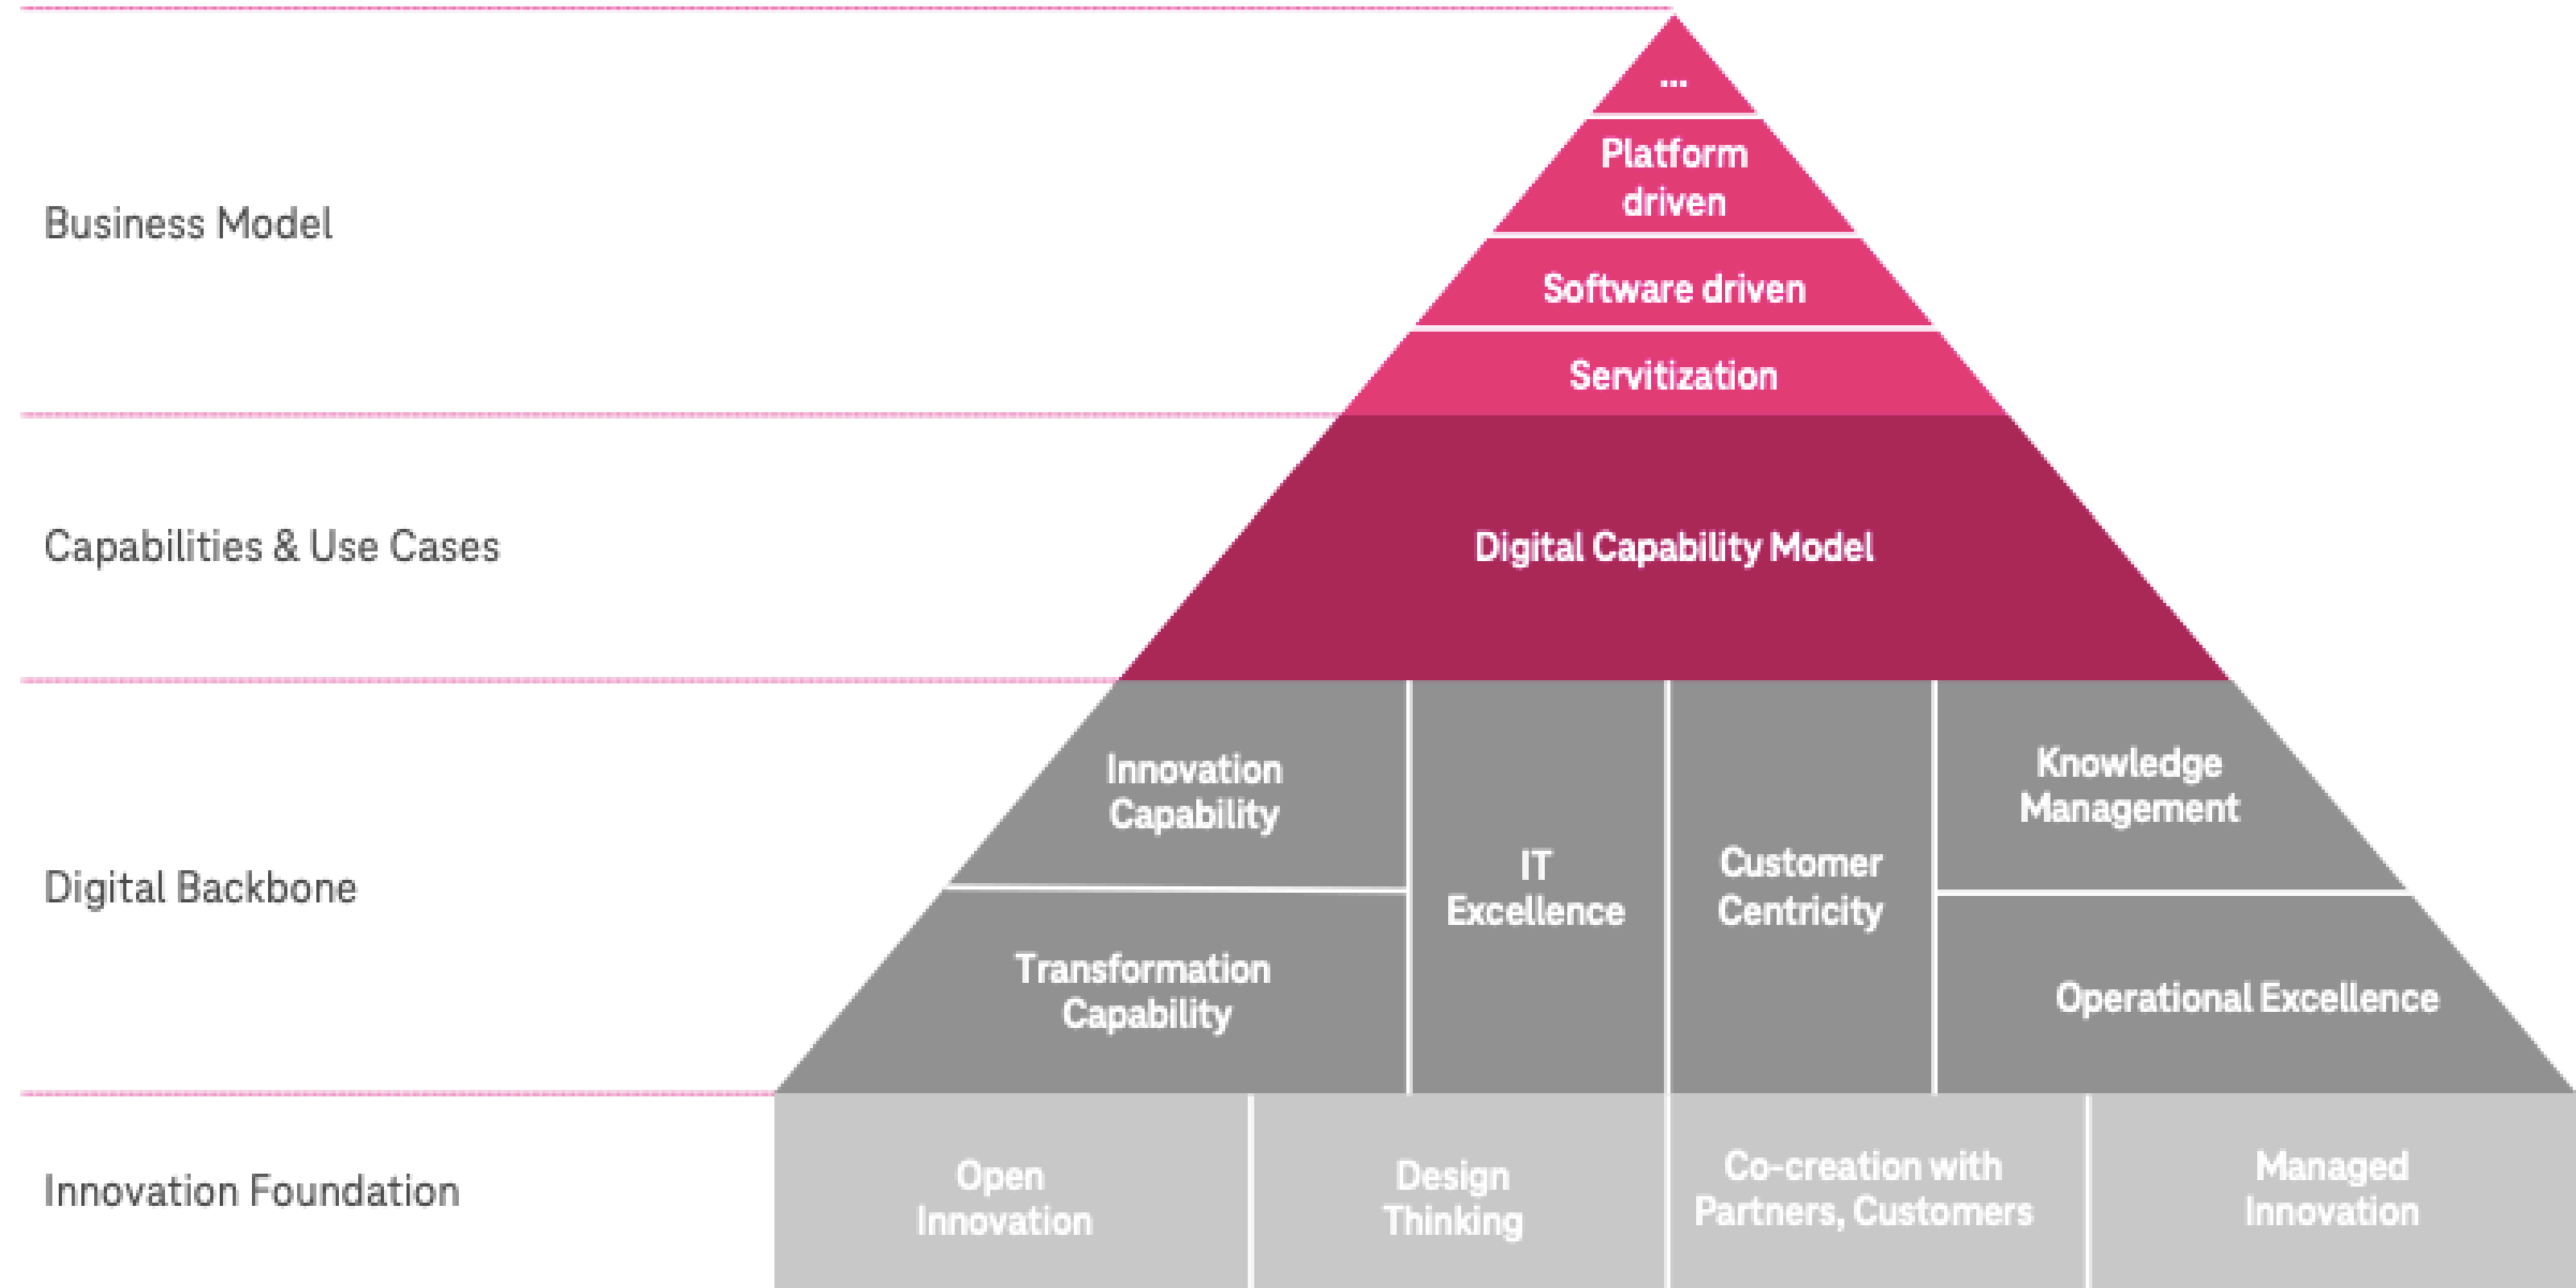 ...
Platform
driven
Business Model
Software driven
Servitization
Capabilities & Use Cases
Digital Capability Model
Innovation
Capability
Knowledge
Management
IT
Excellence
Customer
Centricity
Digital Backbone
Transformation
Capability
Operational Excellence
Innovation Foundation
Open
Innovation
Design
Thinking
Co-creation with
Partners, Customers
Managed
Innovation